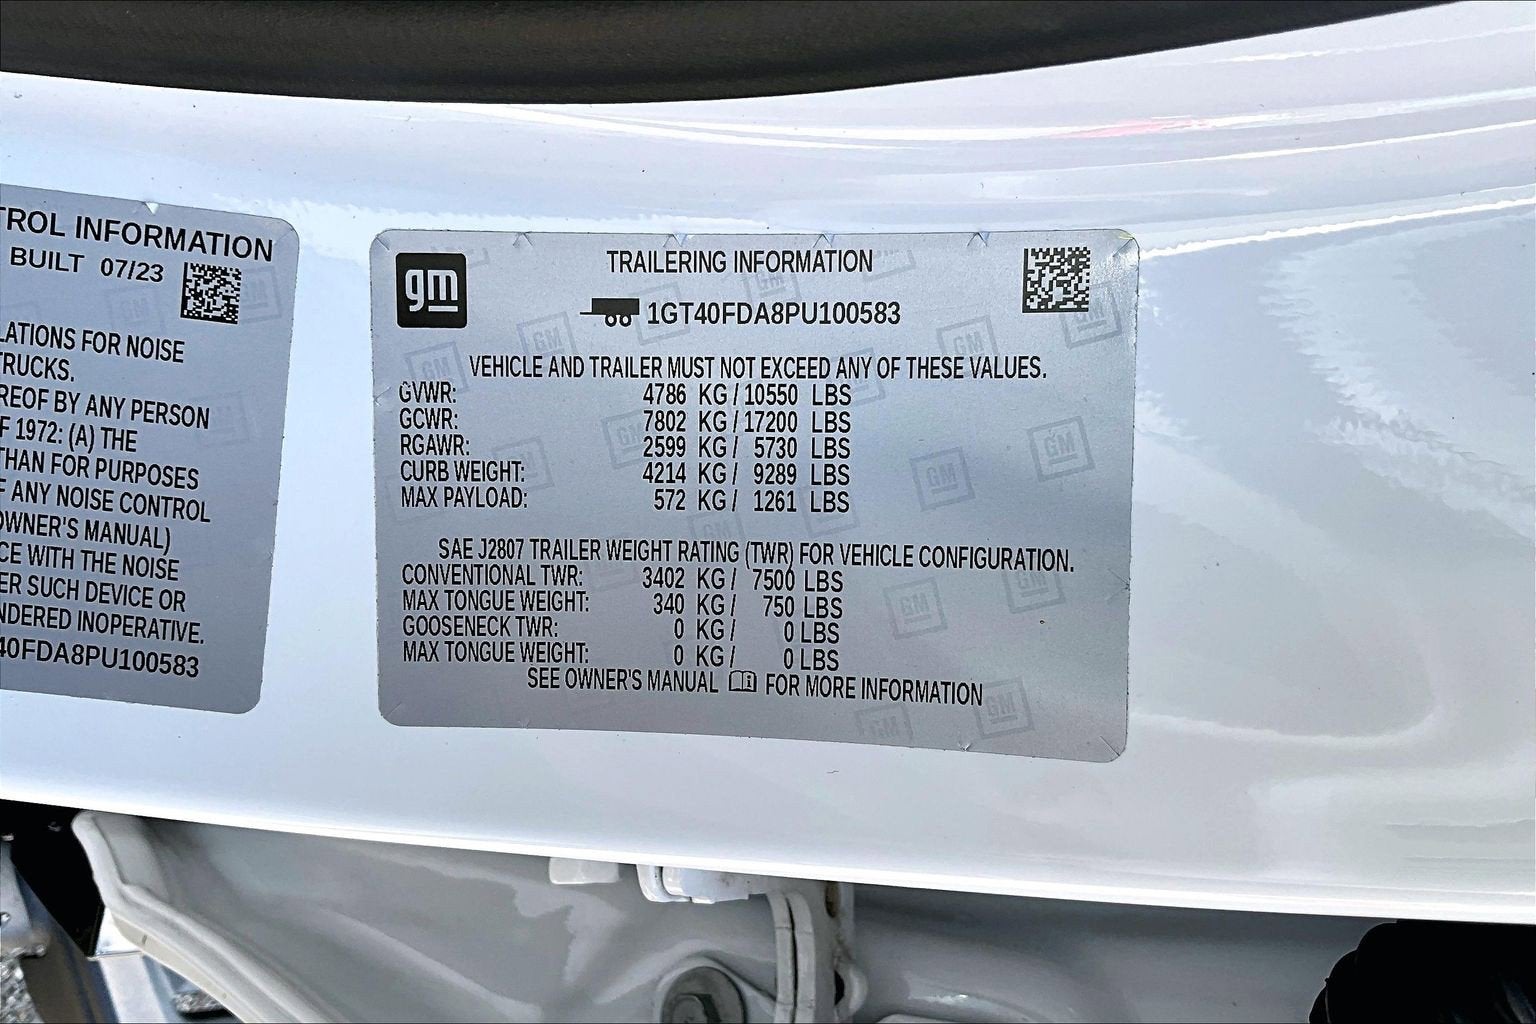 TROL INFORMATION
BUILT 07/23
LATIONS FOR NOISE
TRUCKS.
REOF BY ANY PERSON
F 1972: (A) THE
THAN FOR PURPOSES
F ANY NOISE CONTROL
OWNER'S MANUAL)
CE WITH THE NOISE
ER SUCH DEVICE OR
NDERED INOPERATIVE.
40FDA8PU100583
gm
TRAILERING INFORMATION
1GT40FDA8PU100583
VEHICLE AND TRAILER MUST NOT EXCEED ANY OF THESE VALUES.
GVWR: 4786 KG / 10550 LBS
GCWR: 7802 KG / 17200 LBS
RGAWR: 2599 KG / 5730 LBS
CURB WEIGHT: 4214 KG / 9289 LBS
MAX PAYLOAD: 572 KG / 1261 LBS
SAE J2807 TRAILER WEIGHT RATING (TWR) FOR VEHICLE CONFIGURATION.
CONVENTIONAL TWR: 3402 KG / 7500 LBS
MAX TONGUE WEIGHT: 340 KG / 750 LBS
GOOSENECK TWR: 0 KG / 0 LBS
MAX TONGUE WEIGHT: 0 KG / 0 LBS
SEE OWNER'S MANUAL FOR MORE INFORMATION